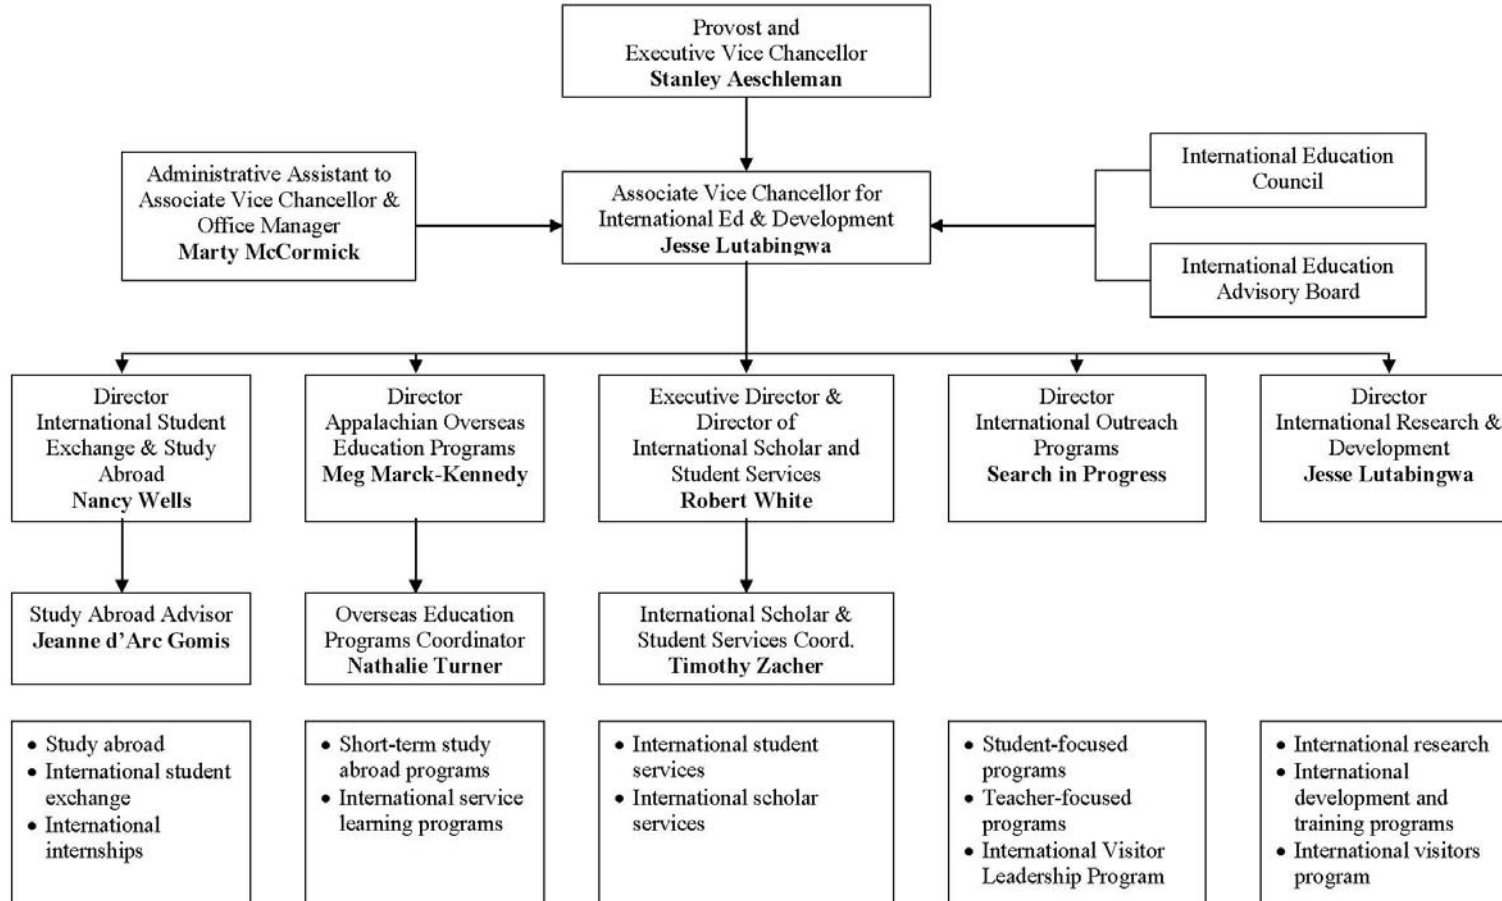 Provost and
Executive Vice Chancellor
Stanley Aeschleman
Administrative Assistant to
Associate Vice Chancellor &
Office Manager
Marty McCormick
Associate Vice Chancellor for
International Ed & Development
Jesse Lutabingwa
International Education
Council
International Education
Advisory Board
Director
International Student
Exchange & Study
Abroad
Nancy Wells
Director
Appalachian Overseas
Education Programs
Meg Marck-Kennedy
Executive Director &
Director of
International Scholar and
Student Services
Robert White
Director
International Outreach
Programs
Search in Progress
Director
International Research &
Development
Jesse Lutabingwa
Study Abroad Advisor
Jeanne d'Arc Gomis
Overseas Education
Programs Coordinator
Nathalie Turner
International Scholar &
Student Services Coord.
Timothy Zacher
• Study abroad
• International student
exchange
• International
internships
• Short-term study
abroad programs
• International service
learning programs
• International student
services
• International scholar
services
• Student-focused
programs
• Teacher-focused
programs
• International Visitor
Leadership Program
• International research
• International
development and
training programs
• International visitors
program